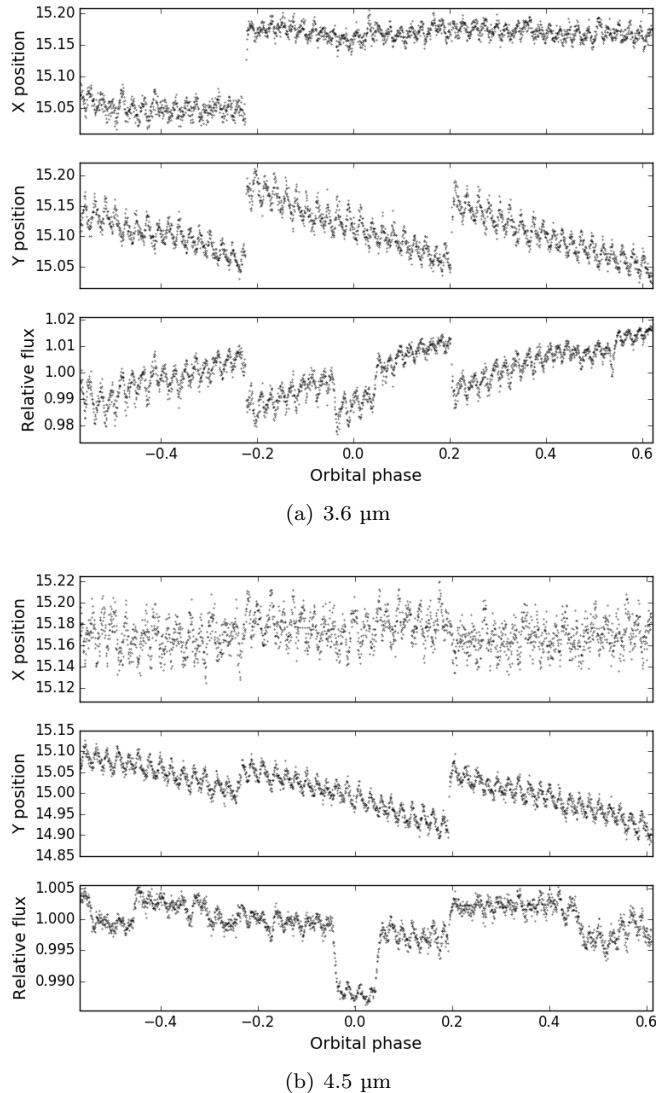 15.20
15.15
15.10
15.05
X position
15.20
15.15
15.10
15.05
Y position
1.02
1.01
1.00
0.99
0.98
Relative flux
−0.4 −0.2 0.0 0.2 0.4 0.6
Orbital phase
(a) 3.6 µm
15.22
15.20
15.18
15.16
15.14
15.12
X position
15.15
15.10
15.05
15.00
14.95
14.90
14.85
Y position
1.005
1.000
0.995
0.990
Relative flux
−0.4 −0.2 0.0 0.2 0.4 0.6
Orbital phase
(b) 4.5 µm